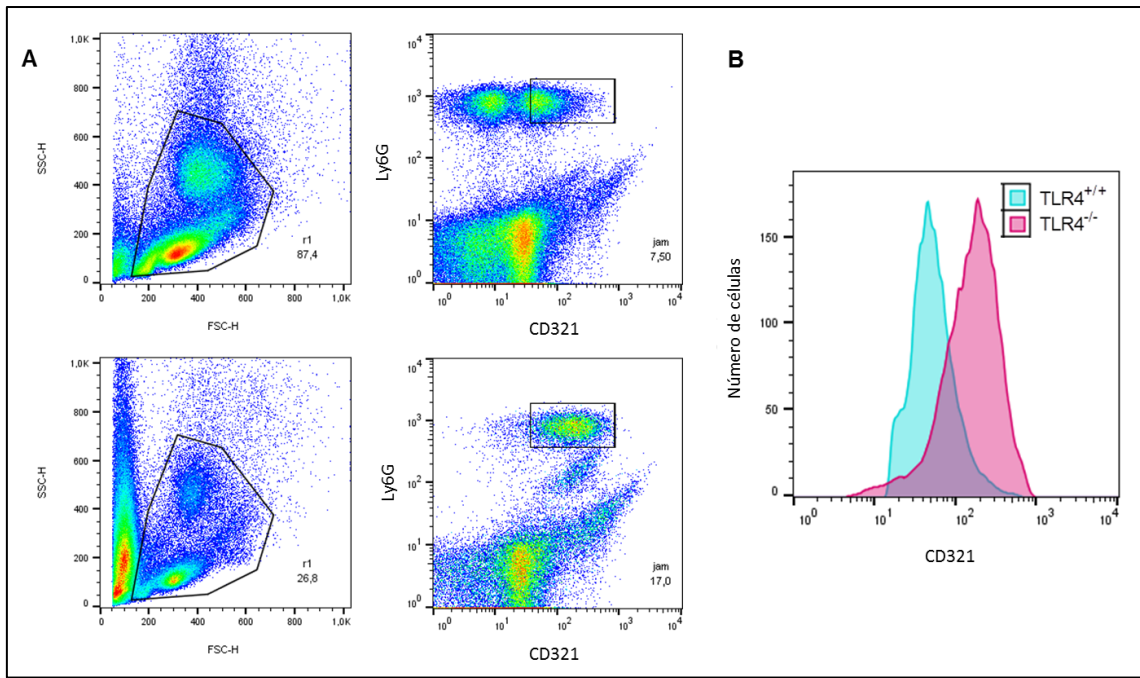 A
1,0K
800
600
400
200
0
SSC-H
r1
87,4
0
200
400
600
800
1,0K
FSC-H
10^4
10^3
10^2
10^1
10^0
Ly6G
jam
7,50
10^0
10^1
10^2
10^3
10^4
CD321
1,0K
800
600
400
200
0
SSC-H
r1
26,8
0
200
400
600
800
1,0K
FSC-H
10^4
10^3
10^2
10^1
10^0
Ly6G
jam
17,0
10^0
10^1
10^2
10^3
10^4
CD321
B
TLR4^+/+
TLR4^-/-
150
100
50
0
Número de células
10^0
10^1
10^2
10^3
10^4
CD321